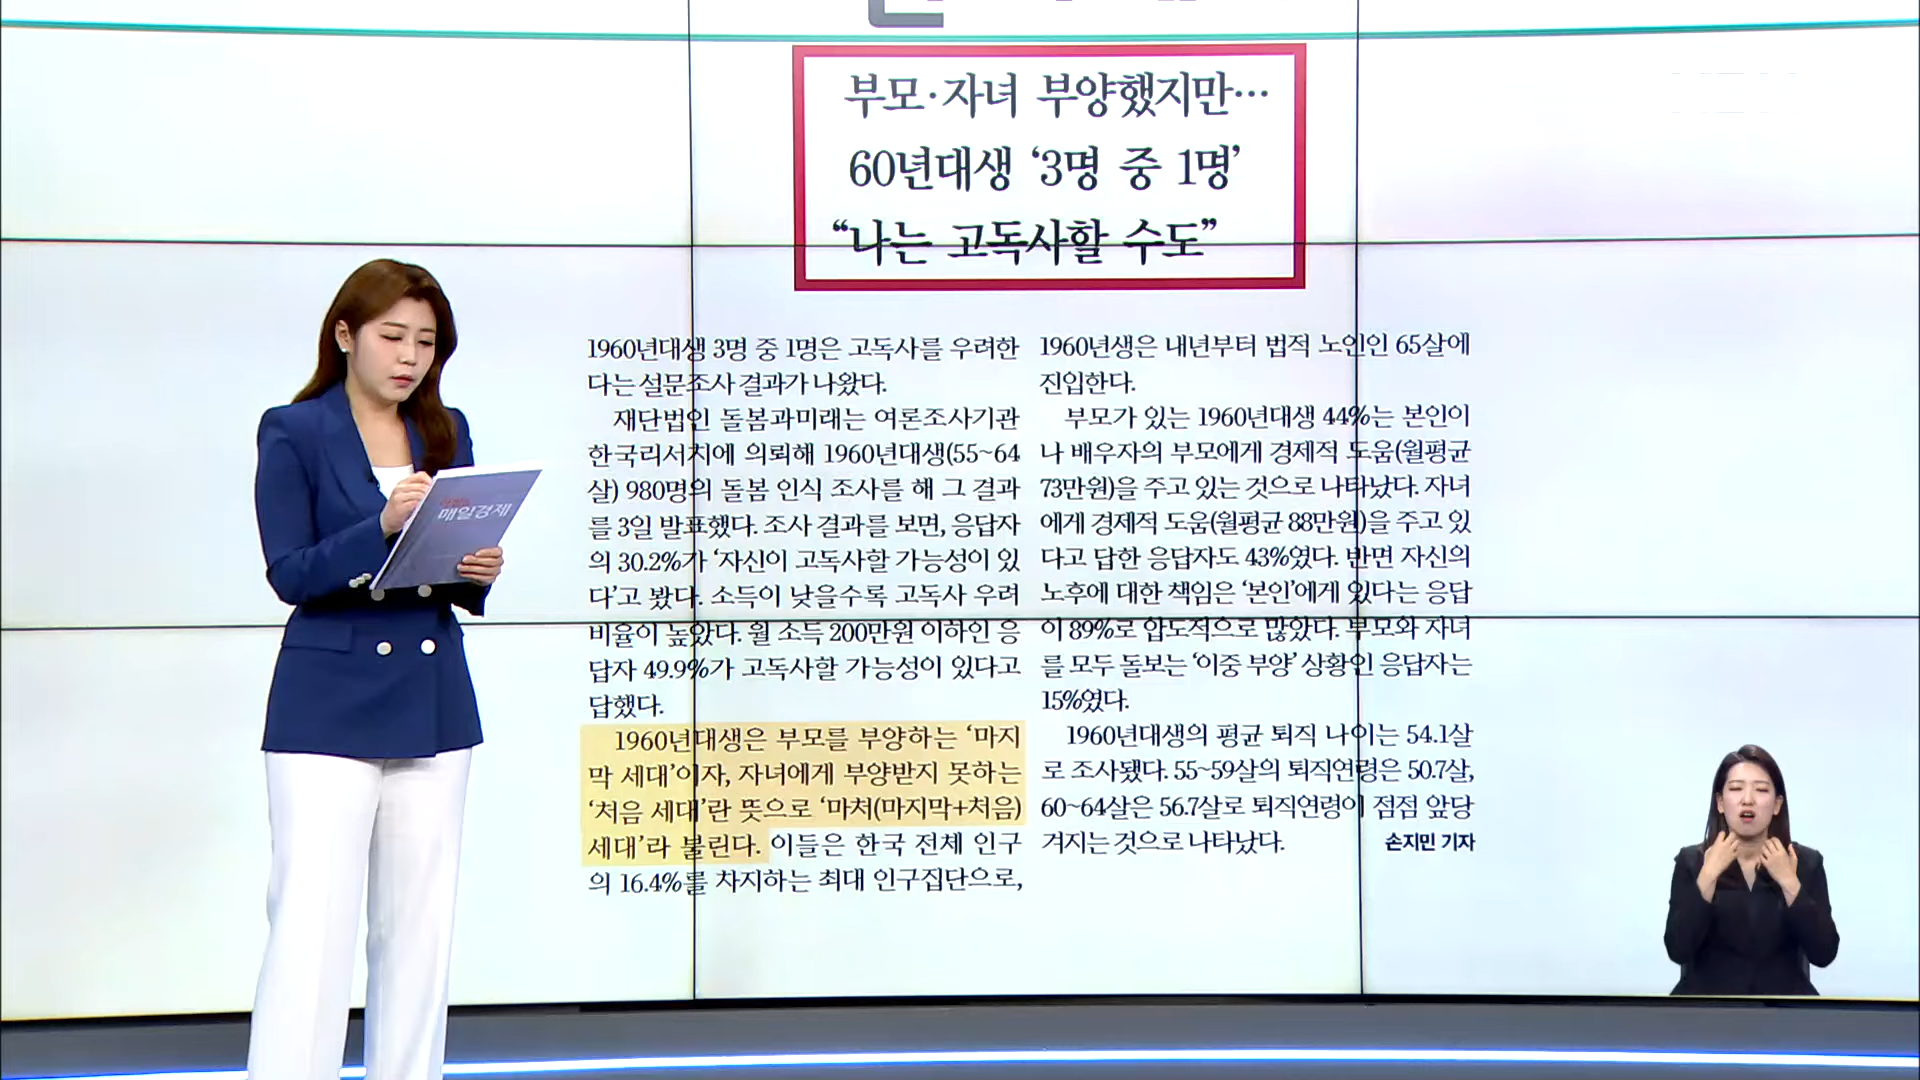 부모·자녀 부양했지만…
60년대생 ‘3명 중 1명’
“나는 고독사할 수도”
1960년대생 3명 중 1명은 고독사를 우려한
다는 설문조사 결과가 나왔다.
재단법인 돌봄과미래는 여론조사기관
한국리서치에 의뢰해 1960년대생(55~64
살) 980명의 돌봄 인식 조사를 해 그 결과
를 3일 발표했다. 조사 결과를 보면, 응답자
의 30.2%가 ‘자신이 고독사할 가능성이 있
다’고 봤다. 소득이 낮을수록 고독사 우려
비율이 높았다. 월 소득 200만원 이하인 응
답자 49.9%가 고독사할 가능성이 있다고
답했다.
1960년대생은 부모를 부양하는 ‘마지
막 세대’이자, 자녀에게 부양받지 못하는
‘처음 세대’란 뜻으로 ‘마처(마지막+처음)
세대’라 불린다. 이들은 한국 전체 인구
의 16.4%를 차지하는 최대 인구집단으로,
1960년생은 내년부터 법적 노인인 65살에
진입한다.
부모가 있는 1960년대생 44%는 본인이
나 배우자의 부모에게 경제적 도움(월평균
73만원)을 주고 있는 것으로 나타났다. 자녀
에게 경제적 도움(월평균 88만원)을 주고 있
다고 답한 응답자도 43%였다. 반면 자신의
노후에 대한 책임은 ‘본인’에게 있다는 응답
이 89%로 압도적으로 많았다. 부모와 자녀
를 모두 돌보는 ‘이중 부양’ 상황인 응답자는
15%였다.
1960년대생의 평균 퇴직 나이는 54.1살
로 조사됐다. 55~59살의 퇴직연령은 50.7살,
60~64살은 56.7살로 퇴직연령이 점점 앞당
겨지는 것으로 나타났다.
손지민 기자
매일경제